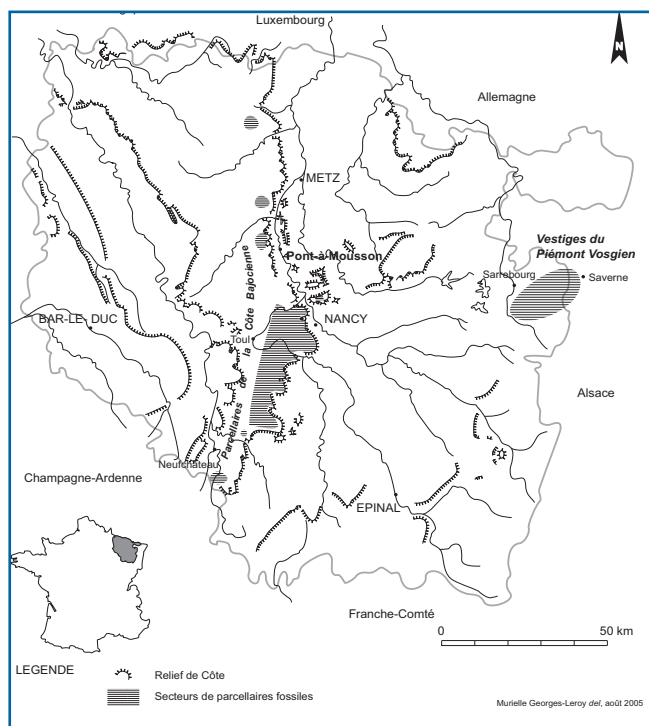 Luxembourg
N
Allemagne
METZ
Vestiges du
Piémont Vosgien
Pont-à-Mousson
Sarrebourg
Saverne
Parcellaires de la Côte Bajocienne
BAR-LE-DUC
NANCY
Toul
Alsace
Neufchâteau
Champagne-Ardenne
EPINAL
Franche-Comté
0 50 km
LEGENDE
Relief de Côte
Secteurs de parcellaires fossiles
Murielle Georges-Leroy del, août 2005